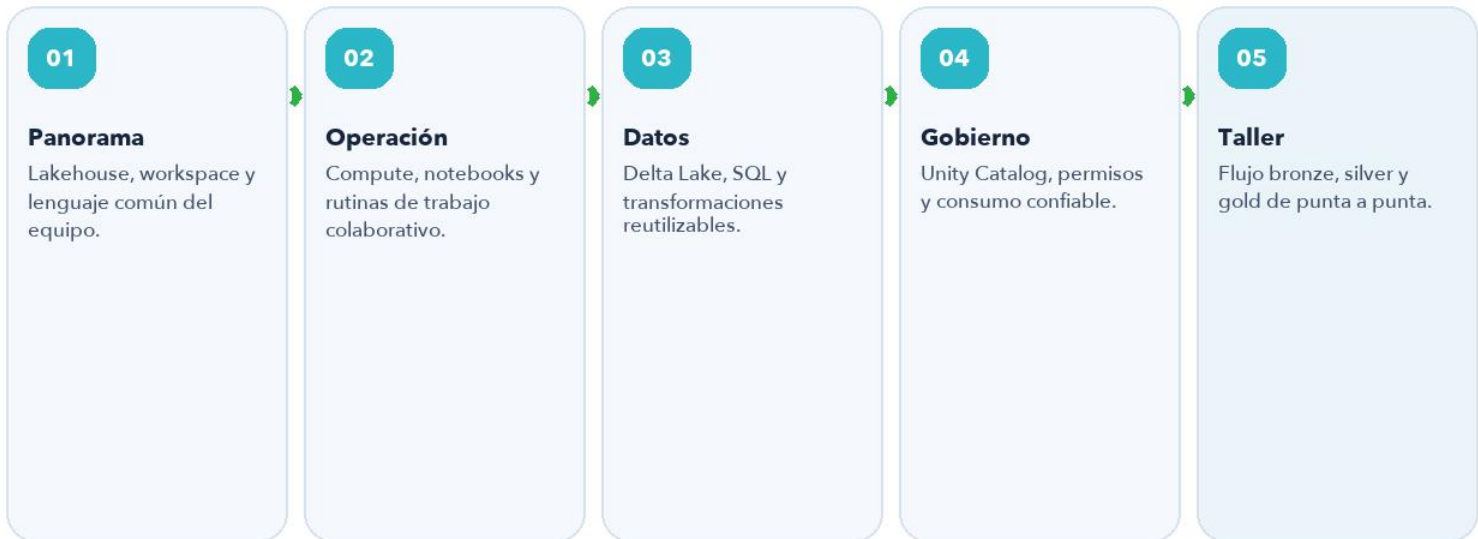 01
Panorama
Lakehouse, workspace y
lenguaje común del
equipo.
02
Operación
Compute, notebooks y
rutinas de trabajo
colaborativo.
03
Datos
Delta Lake, SQL y
transformaciones
reutilizables.
04
Gobierno
Unity Catalog, permisos
y consumo confiable.
05
Taller
Flujo bronze, silver y
gold de punta a punta.